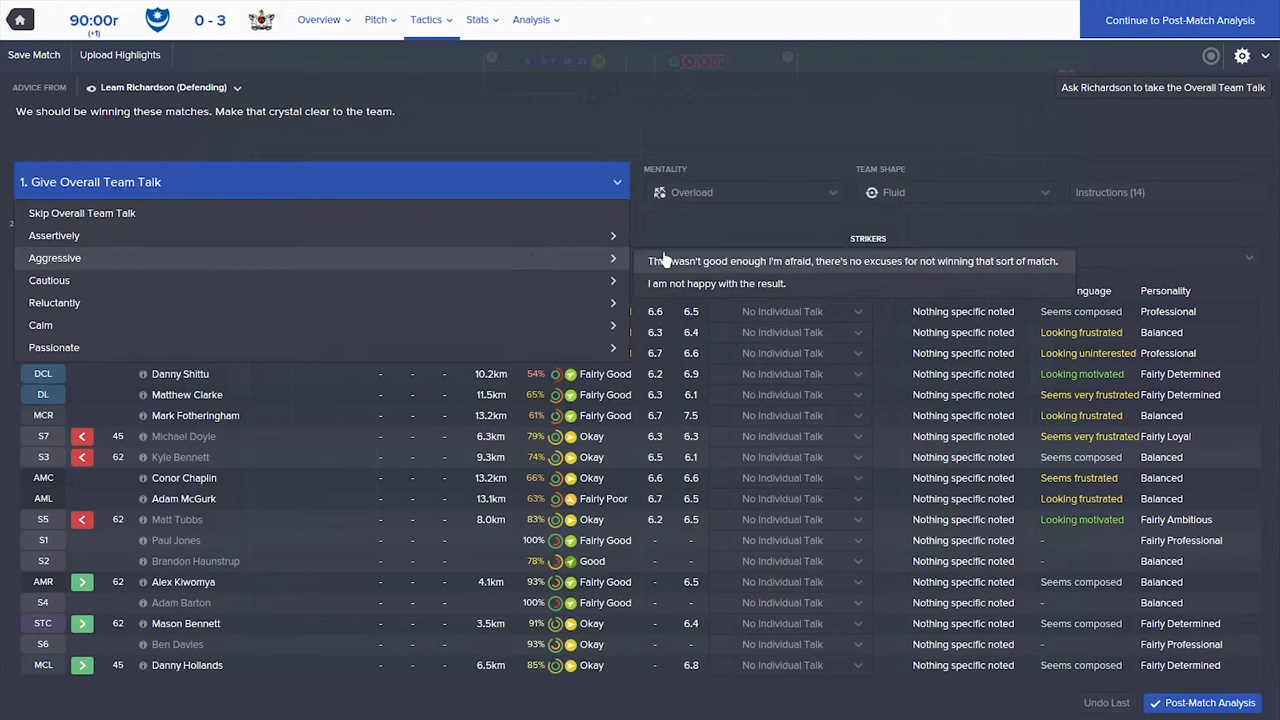 90:00r
(+1)
0 - 3
Overview
Pitch
Tactics
Stats
Analysis
Continue to Post-Match Analysis
Save Match
Upload Highlights
ADVICE FROM
Leam Richardson (Defending)
Ask Richardson to take the Overall Team Talk
We should be winning these matches. Make that crystal clear to the team.
1. Give Overall Team Talk
MENTALITY
Overload
TEAM SHAPE
Fluid
Instructions (14)
Skip Overall Team Talk
Assertively
Aggressive
Cautious
Reluctantly
Calm
Passionate
STRIKERS
wasn't good enough I'm afraid, there's no excuses for not winning that sort of match.
I am not happy with the result.
Personality
6.6 6.5 No Individual Talk Nothing specific noted Seems composed Professional
6.3 6.4 No Individual Talk Nothing specific noted Looking frustrated Balanced
6.7 6.6 No Individual Talk Nothing specific noted Looking uninterested Professional
DCL Danny Shittu - - - 10.2km 54% Fairly Good 6.2 6.9 No Individual Talk Nothing specific noted Looking motivated Fairly Determined
DL Matthew Clarke - - - 11.5km 65% Fairly Good 6.3 6.1 No Individual Talk Nothing specific noted Seems very frustrated Fairly Determined
MCR Mark Fotheringham - - - 13.2km 61% Fairly Good 6.7 7.5 No Individual Talk Nothing specific noted Looking frustrated Balanced
S7 45 Michael Doyle - - - 6.3km 79% Okay 6.3 6.3 No Individual Talk Nothing specific noted Seems very frustrated Fairly Loyal
S3 62 Kyle Bennett - - - 9.3km 74% Okay 6.5 6.1 No Individual Talk Nothing specific noted Seems composed Balanced
AMC Conor Chaplin - - - 13.2km 66% Okay 6.6 6.6 No Individual Talk Nothing specific noted Seems frustrated Balanced
AML Adam McGurk - - - 13.1km 63% Fairly Poor 6.7 6.5 No Individual Talk Nothing specific noted Looking frustrated Balanced
S5 62 Matt Tubbs - - - 8.0km 83% Okay 6.2 6.5 No Individual Talk Nothing specific noted Looking motivated Fairly Ambitious
S1 Paul Jones - - - 100% Fairly Good - - No Individual Talk Nothing specific noted - Fairly Professional
S2 Brandon Haunstrup - - - 78% Good - - No Individual Talk Nothing specific noted - Balanced
AMR 62 Alex Kiwomya - - - 4.1km 93% Fairly Good - 6.5 No Individual Talk Nothing specific noted Seems composed Balanced
S4 Adam Barton - - - 100% Fairly Good - - No Individual Talk Nothing specific noted - Balanced
STC 62 Mason Bennett - - - 3.5km 91% Okay - 6.4 No Individual Talk Nothing specific noted Seems composed Fairly Determined
S6 Ben Davies - - - 93% Okay - - No Individual Talk Nothing specific noted - Fairly Professional
MCL 45 Danny Hollands - - - 6.5km 85% Okay - 6.8 No Individual Talk Nothing specific noted Seems composed Fairly Determined
Undo Last
Post-Match Analysis